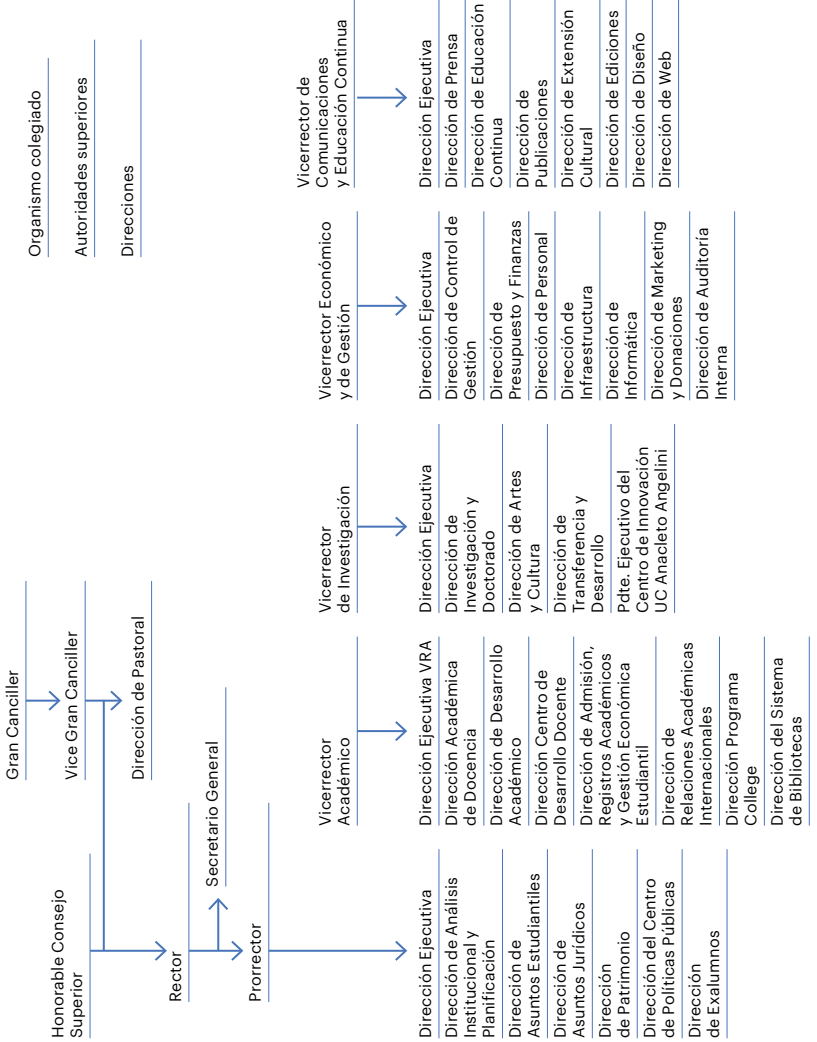 Gran Canciller
Vice Gran Canciller
Dirección de Pastoral
Organismo colegiado
Autoridades superiores
Direcciones
Honorable Consejo
Superior
Rector
Secretario General
Prorrector
Dirección Ejecutiva
Dirección de Análisis
Institucional y
Planificación
Dirección de
Asuntos Estudiantiles
Dirección de
Asuntos Jurídicos
Dirección
de Patrimonio
Dirección del Centro
de Políticas Públicas
Dirección
de Exalumnos
Vicerrector
Académico
Dirección Ejecutiva VRA
Dirección Académica
de Docencia
Dirección de Desarrollo
Académico
Dirección Centro de
Desarrollo Docente
Dirección de Admisión,
Registros Académicos
y Gestión Económica
Estudiantil
Dirección de
Relaciones Académicas
Internacionales
Dirección Programa
College
Dirección del Sistema
de Bibliotecas
Vicerrector
de Investigación
Dirección Ejecutiva
Dirección de
Investigación y
Doctorado
Dirección de Artes
y Cultura
Dirección de
Transferencia y
Desarrollo
Pdte. Ejecutivo del
Centro de Innovación
UC Anacleto Angelini
Vicerrector Económico
y de Gestión
Dirección Ejecutiva
Dirección de Control de
Gestión
Dirección de
Presupuesto y Finanzas
Dirección de Personal
Dirección de
Infraestructura
Dirección de
Informática
Dirección de Marketing
y Donaciones
Dirección de Auditoría
Interna
Vicerrector de
Comunicaciones
y Educación Continua
Dirección Ejecutiva
Dirección de Prensa
Dirección de Educación
Continua
Dirección de
Publicaciones
Dirección de Extensión
Cultural
Dirección de Ediciones
Dirección de Diseño
Dirección de Web